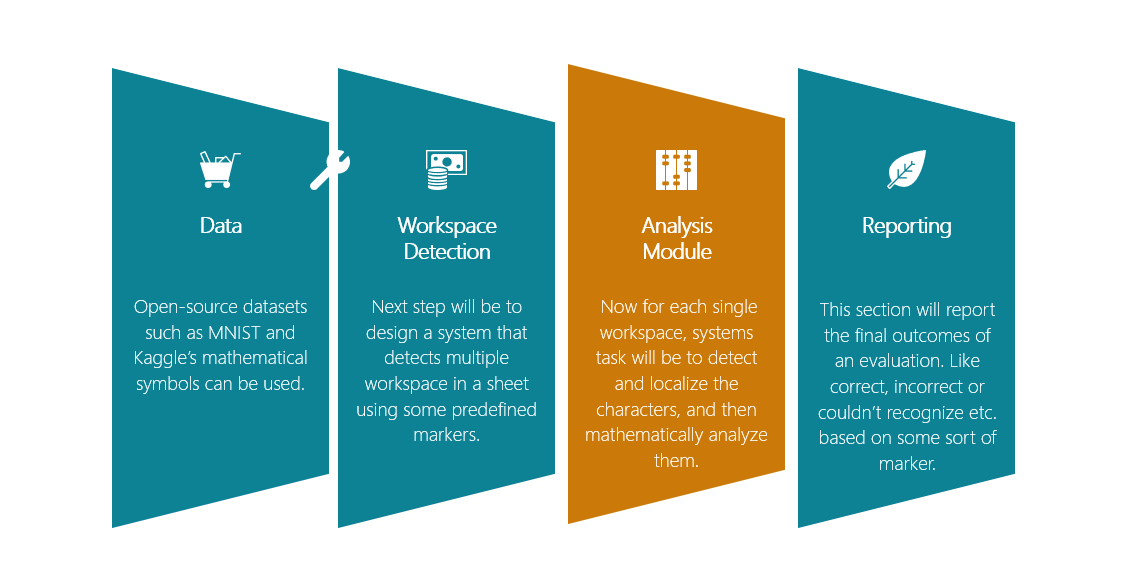 Data
Open-source datasets
such as MNIST and
Kaggle’s mathematical
symbols can be used.
Workspace
Detection
Next step will be to
design a system that
detects multiple
workspace in a sheet
using some predefined
markers.
Analysis
Module
Now for each single
workspace, systems
task will be to detect
and localize the
characters, and then
mathematically analyze
them.
Reporting
This section will report
the final outcomes of
an evaluation. Like
correct, incorrect or
couldn’t recognize etc.
based on some sort of
marker.